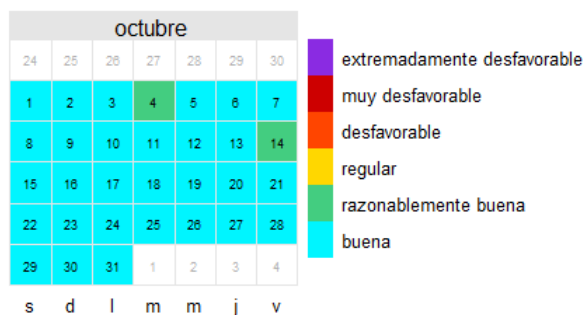 octubre
24 25 26 27 28 29 30
1 2 3 4 5 6 7
8 9 10 11 12 13 14
15 16 17 18 19 20 21
22 23 24 25 26 27 28
29 30 31 1 2 3 4
s d l m m j v
extremadamente desfavorable
muy desfavorable
desfavorable
regular
razonablemente buena
buena